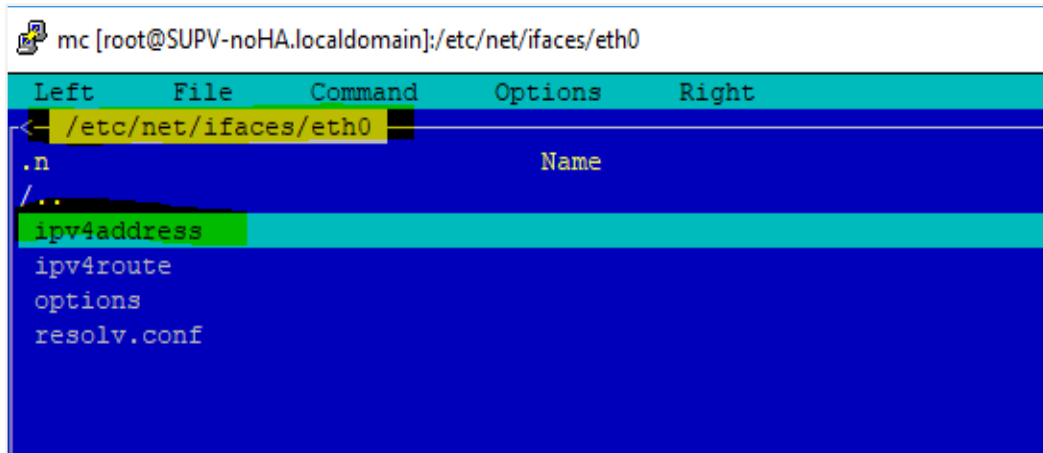 mc [root@SUPV-noHA.localdomain]:/etc/net/ifaces/eth0
Left File Command Options Right
<- /etc/net/ifaces/eth0
.n Name
/..
ipv4address
ipv4route
options
resolv.conf